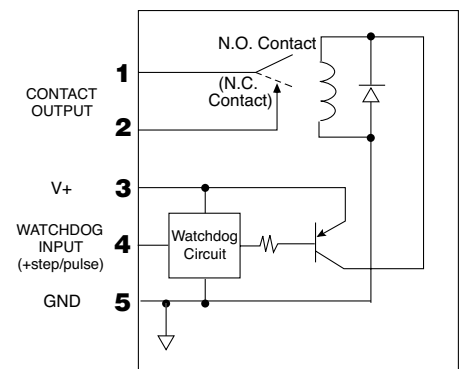 N.O. Contact
1
(N.C.
Contact)
CONTACT
OUTPUT
2
V+
3
WATCHDOG
INPUT
(+step/pulse)
4
Watchdog
Circuit
GND
5